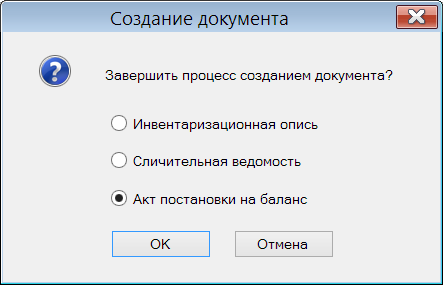 Создание документа
Завершить процесс созданием документа?
Инвентаризационная опись
Сличительная ведомость
Акт постановки на баланс
OK
Отмена